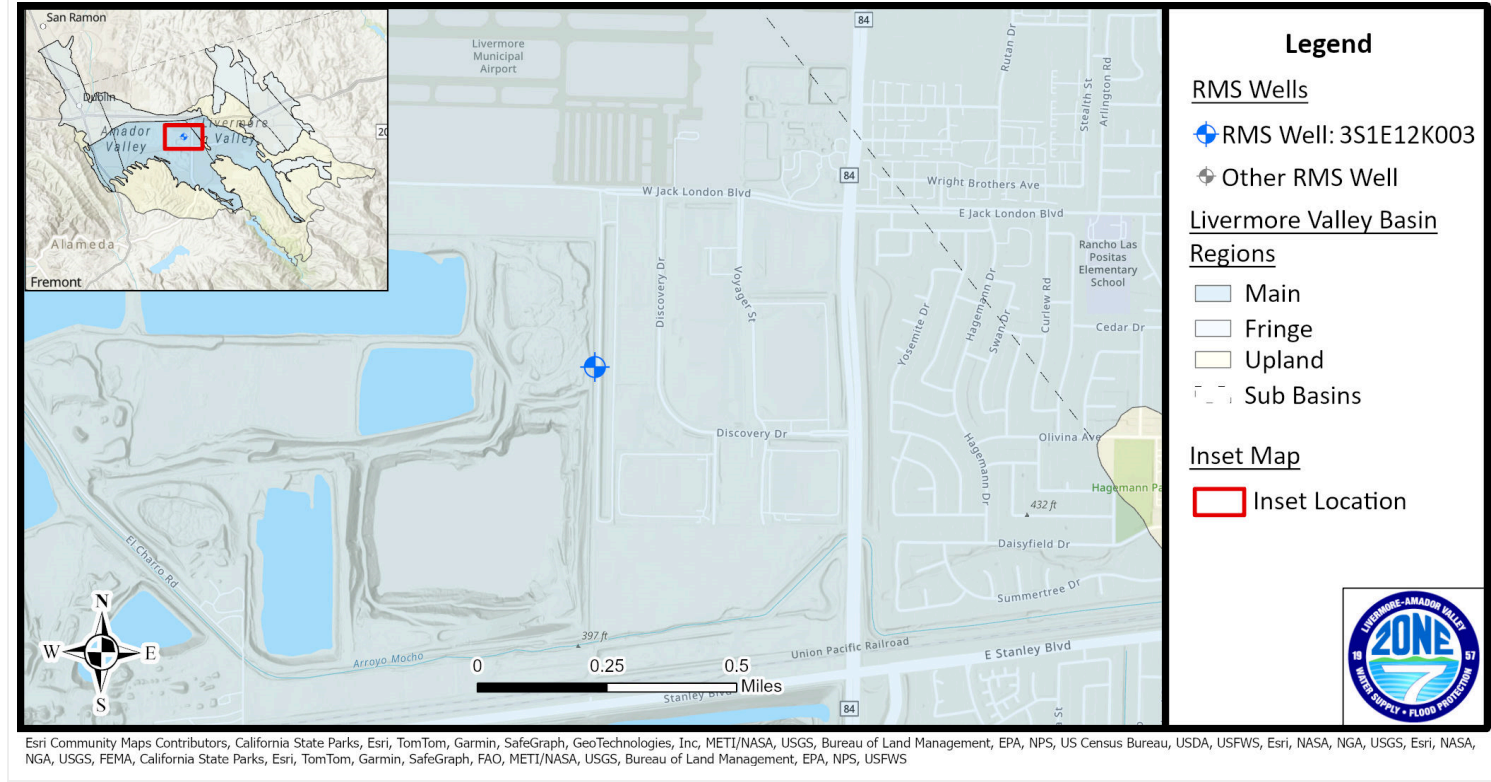 San Ramon
Dublin
Amador
Valley
Livermore
Valley
20
Alameda
Fremont
84
Livermore
Municipal
Airport
Rutan Dr
Stealth St
Arlington Rd
84
Wright Brothers Ave
W Jack London Blvd
E Jack London Blvd
Rancho Las
Positas
Elementary
School
Discovery Dr
Voyager St
Yosemite Dr
Hagemann Dr
Swan Dr
Curlew Rd
Cedar Dr
Discovery Dr
Olivina Ave
Hagemann Dr
Hagemann Pa
432 ft
Daisyfield Dr
Summertree Dr
El Charro Rd
397 ft
Arroyo Mocho
Union Pacific Railroad
E Stanley Blvd
Stanley Blvd
84
N
W
E
S
0
0.25
0.5
Miles
Legend
RMS Wells
RMS Well: 3S1E12K003
Other RMS Well
Livermore Valley Basin
Regions
Main
Fringe
Upland
Sub Basins
Inset Map
Inset Location
LIVERMORE-AMADOR VALLEY
ZONE
19
57
7
WATER SUPPLY • FLOOD PROTECTION
Esri Community Maps Contributors, California State Parks, Esri, TomTom, Garmin, SafeGraph, GeoTechnologies, Inc, METI/NASA, USGS, Bureau of Land Management, EPA, NPS, US Census Bureau, USDA, USFWS, Esri, NASA, NGA, USGS, Esri, NASA,
NGA, USGS, FEMA, California State Parks, Esri, TomTom, Garmin, SafeGraph, FAO, METI/NASA, USGS, Bureau of Land Management, EPA, NPS, USFWS